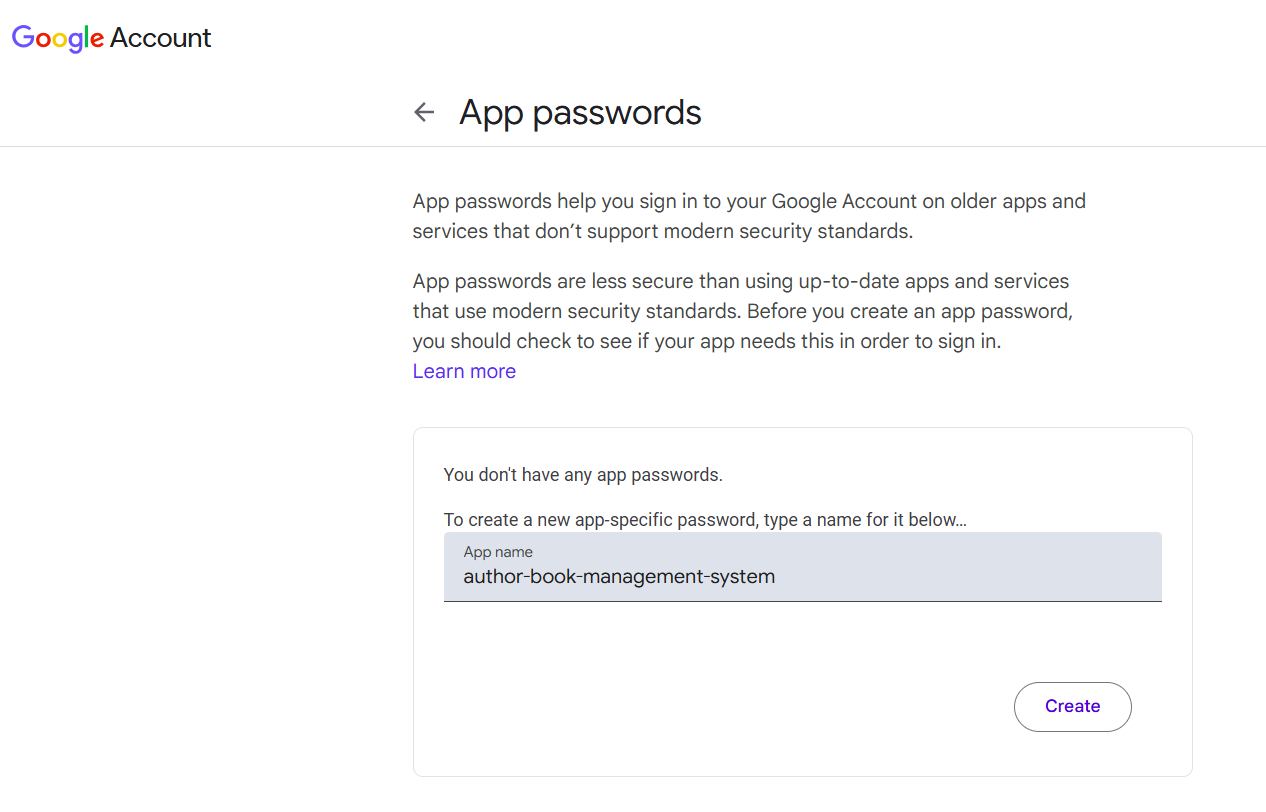 Google Account
App passwords
App passwords help you sign in to your Google Account on older apps and
services that don’t support modern security standards.
App passwords are less secure than using up-to-date apps and services
that use modern security standards. Before you create an app password,
you should check to see if your app needs this in order to sign in.
Learn more
You don't have any app passwords.
To create a new app-specific password, type a name for it below...
App name
author-book-management-system
Create